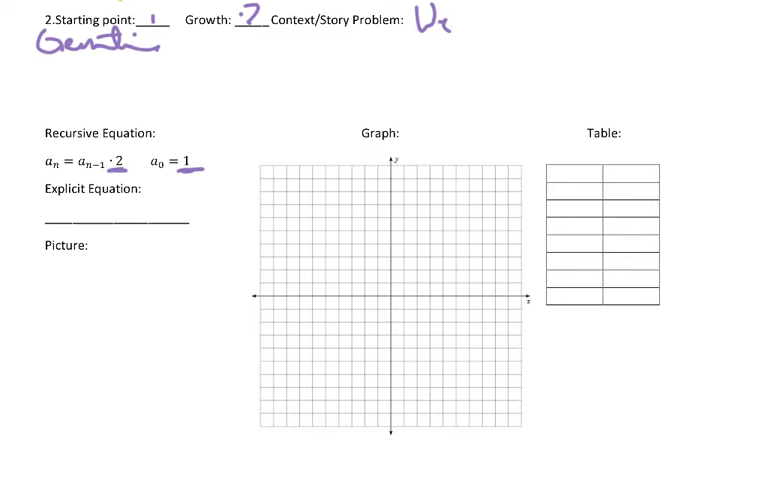 2.Starting point: 1 Growth: ·2 Context/Story Problem: We
Recursive Equation:
Graph:
Table:
aₙ = aₙ₋₁ · 2 a₀ = 1
y
Explicit Equation:
Picture:
x